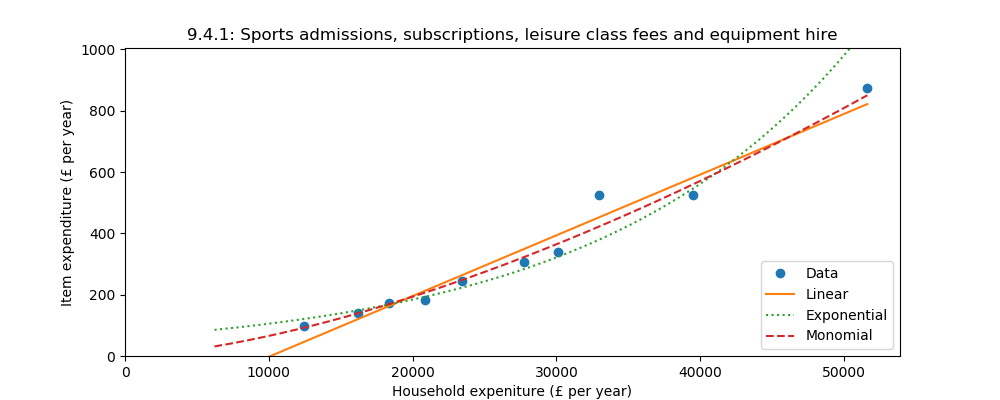 9.4.1: Sports admissions, subscriptions, leisure class fees and equipment hire
1000
800
600
400
200
0
Item expenditure (£ per year)
0 10000 20000 30000 40000 50000
Household expeniture (£ per year)
Data
Linear
Exponential
Monomial